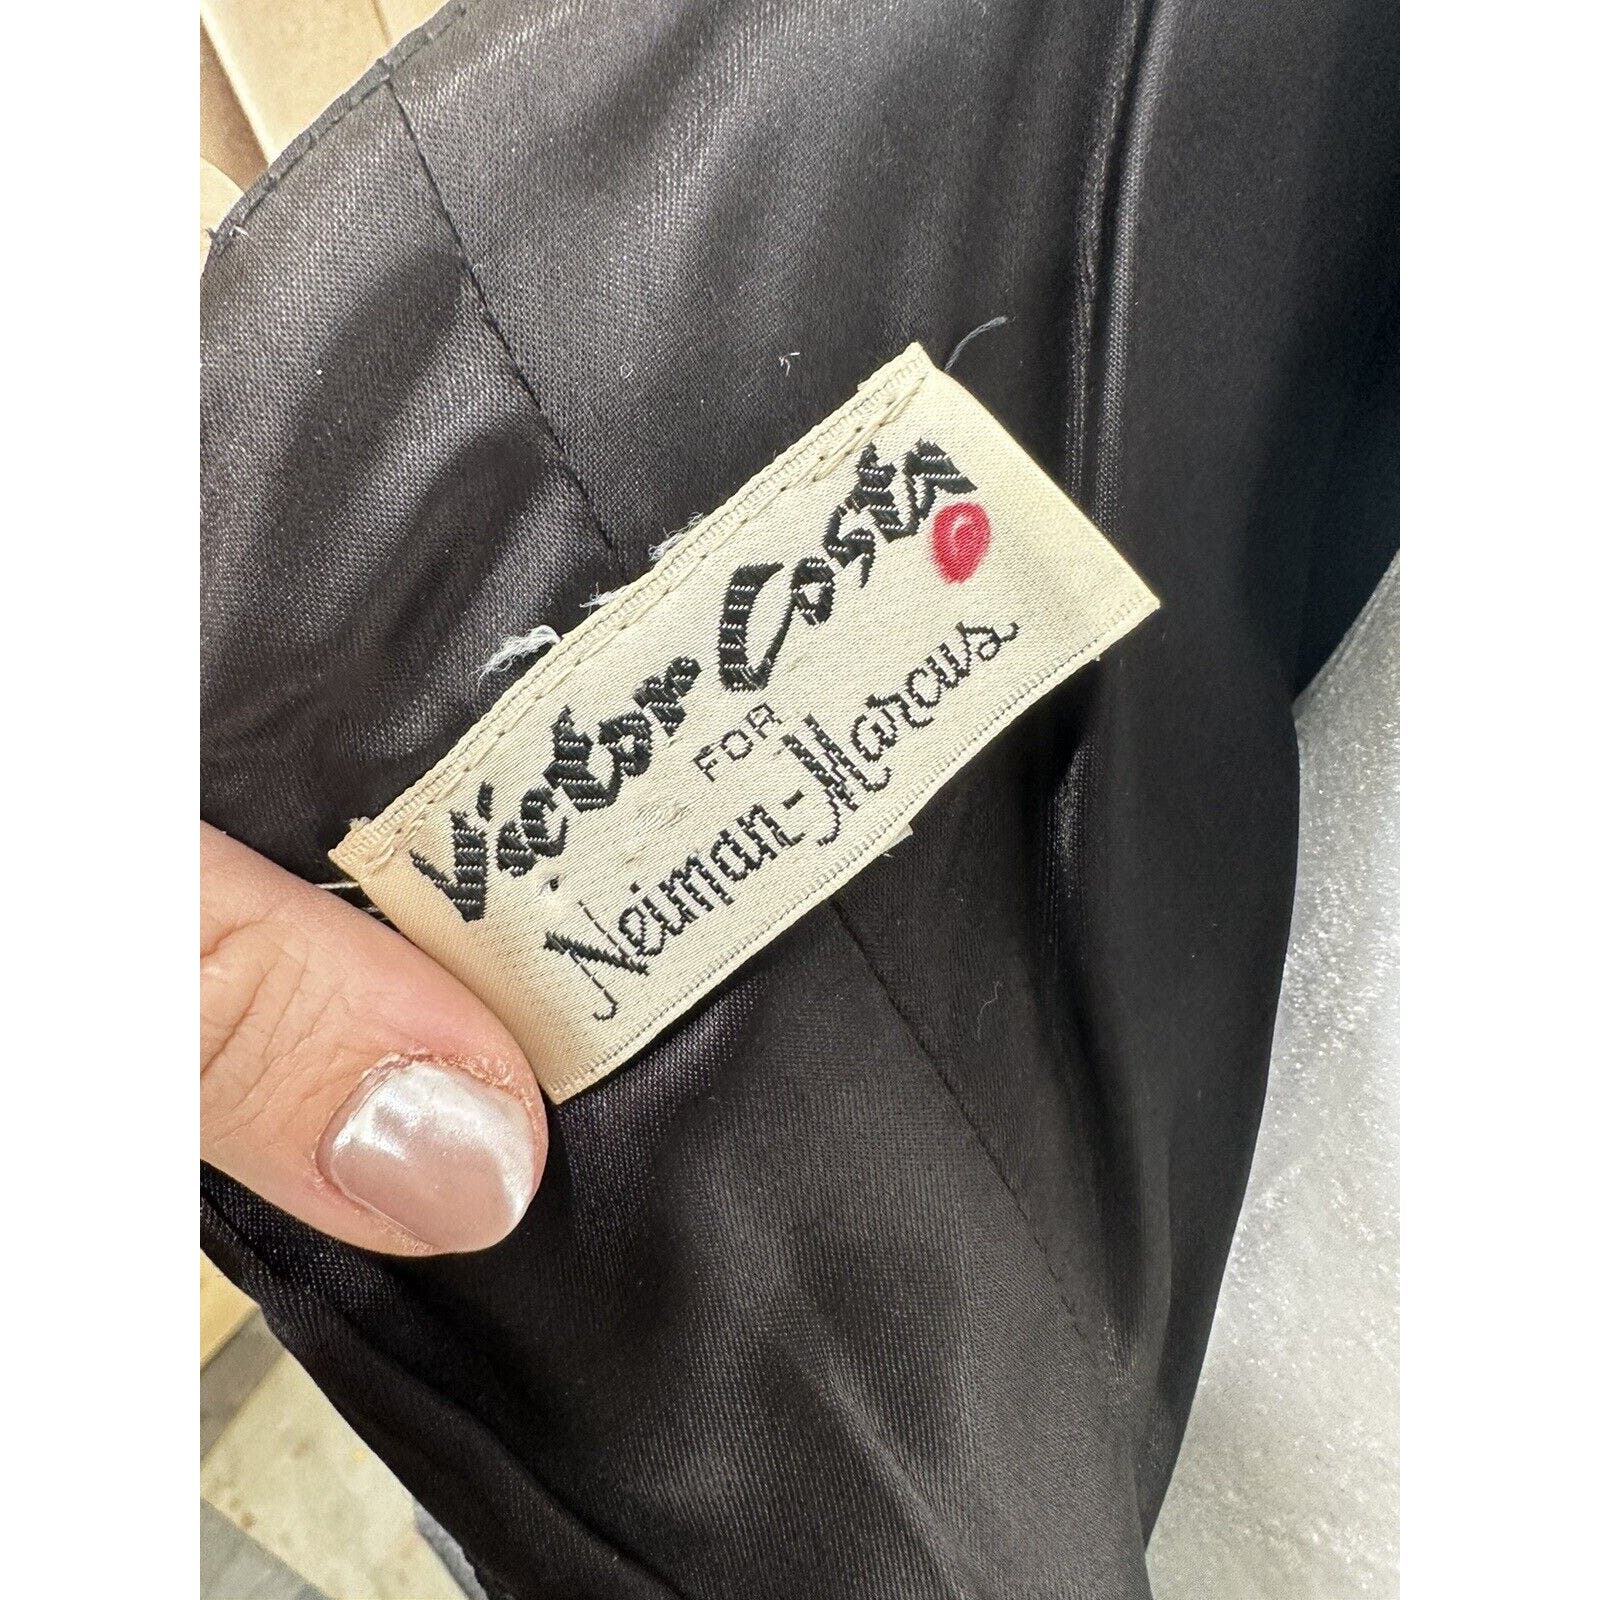 Victor Costa
FOR
Neiman-Marcus